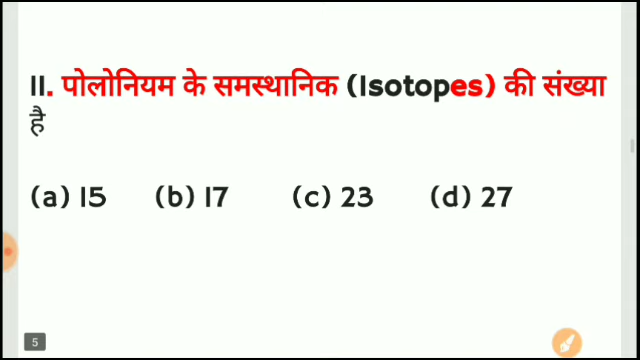 11. पोलोनियम के समस्थानिक (Isotopes) की संख्या
है
(a) 15 (b) 17 (c) 23 (d) 27
5